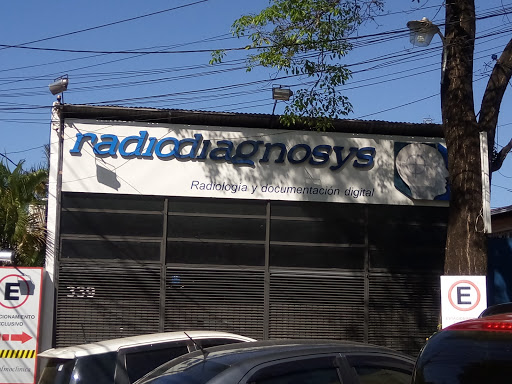 radiodiagnosys
Radiología y documentación digital
339
E
E